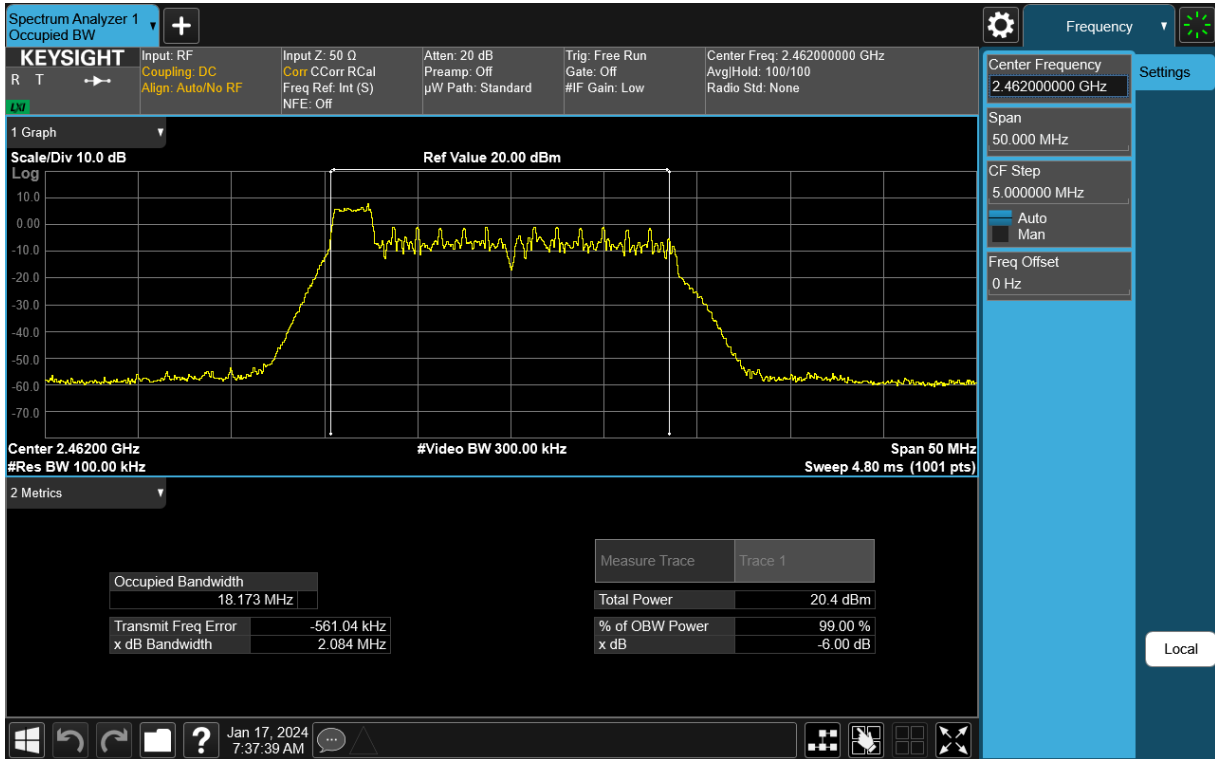 Spectrum Analyzer 1
Occupied BW
Frequency
KEYSIGHT
R T
LXI
Input: RF
Coupling: DC
Align: Auto/No RF
Input Z: 50 Ω
Corr CCorr RCal
Freq Ref: Int (S)
NFE: Off
Atten: 20 dB
Preamp: Off
µW Path: Standard
Trig: Free Run
Gate: Off
#IF Gain: Low
Center Freq: 2.462000000 GHz
Avg|Hold: 100/100
Radio Std: None
Center Frequency
2.462000000 GHz
Settings
Span
50.000 MHz
CF Step
5.000000 MHz
Auto
Man
Freq Offset
0 Hz
Local
1 Graph
Scale/Div 10.0 dB
Ref Value 20.00 dBm
Log
10.0
0.00
-10.0
-20.0
-30.0
-40.0
-50.0
-60.0
-70.0
Center 2.46200 GHz
#Video BW 300.00 kHz
Span 50 MHz
#Res BW 100.00 kHz
Sweep 4.80 ms (1001 pts)
2 Metrics
Measure Trace
Trace 1
Occupied Bandwidth
18.173 MHz
Total Power
20.4 dBm
Transmit Freq Error
-561.04 kHz
% of OBW Power
99.00 %
x dB Bandwidth
2.084 MHz
x dB
-6.00 dB
?
Jan 17, 2024
7:37:39 AM